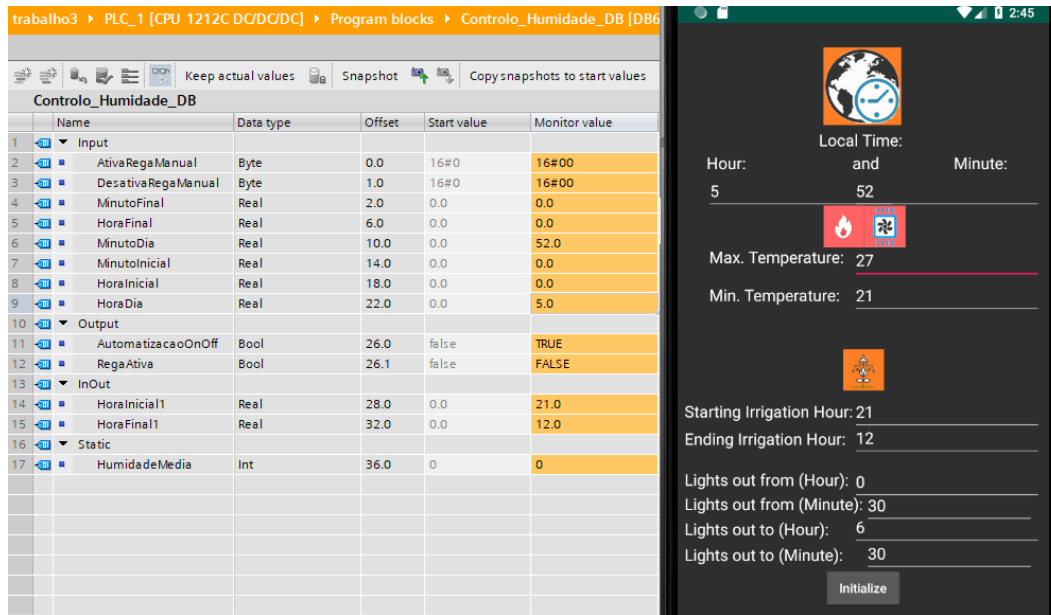 trabalho3 ▸ PLC_1 [CPU 1212C DC/DC/DC] ▸ Program blocks ▸ Controlo_Humidade_DB [DB6
Keep actual values Snapshot Copy snapshots to start values
Controlo_Humidade_DB
Name Data type Offset Start value Monitor value
1 Input
2 AtivaRegaManual Byte 0.0 16#0 16#00
3 DesativaRegaManual Byte 1.0 16#0 16#00
4 MinutoFinal Real 2.0 0.0 0.0
5 HoraFinal Real 6.0 0.0 0.0
6 MinutoDia Real 10.0 0.0 52.0
7 MinutoInicial Real 14.0 0.0 0.0
8 HoraInicial Real 18.0 0.0 0.0
9 HoraDia Real 22.0 0.0 5.0
10 Output
11 AutomatizacaoOnOff Bool 26.0 false TRUE
12 RegaAtiva Bool 26.1 false FALSE
13 InOut
14 HoraInicial1 Real 28.0 0.0 21.0
15 HoraFinal1 Real 32.0 0.0 12.0
16 Static
17 HumidadeMedia Int 36.0 0 0
2:45
Local Time:
Hour: and Minute:
5 52
Max. Temperature: 27
Min. Temperature: 21
Starting Irrigation Hour: 21
Ending Irrigation Hour: 12
Lights out from (Hour): 0
Lights out from (Minute): 30
Lights out to (Hour): 6
Lights out to (Minute): 30
Initialize